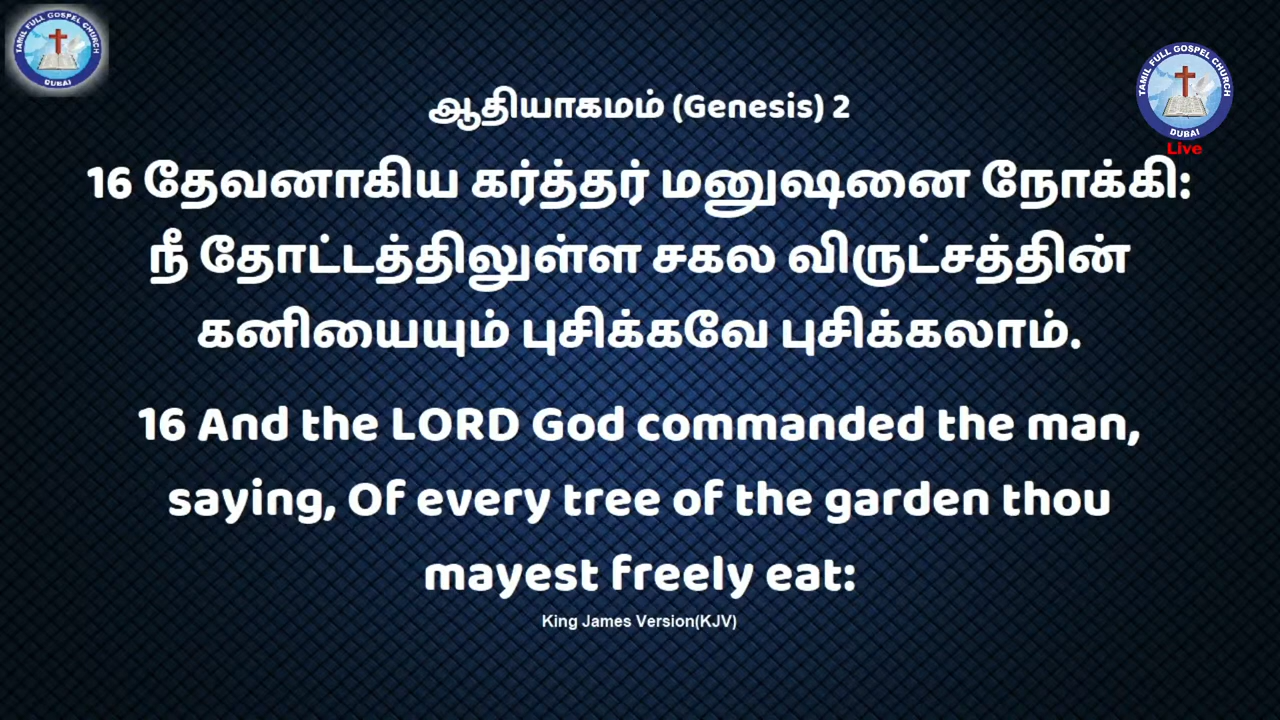 TAMIL FULL GOSPEL CHURCH
DUBAI
TAMIL FULL GOSPEL CHURCH
DUBAI
Live
ஆதியாகமம் (Genesis) 2
16 தேவனாகிய கர்த்தர் மனுஷனை நோக்கி:
நீ தோட்டத்திலுள்ள சகல விருட்சத்தின்
கனியையும் புசிக்கவே புசிக்கலாம்.
16 And the LORD God commanded the man,
saying, Of every tree of the garden thou
mayest freely eat:
King James Version(KJV)